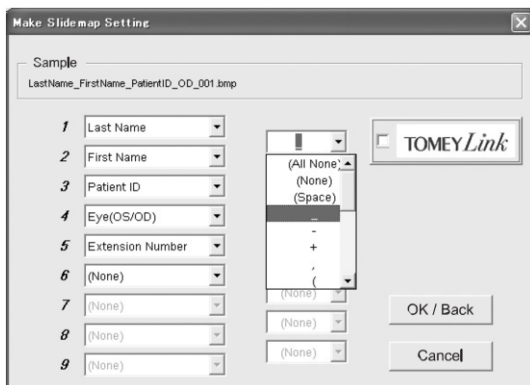 Make Slidemap Setting
Sample
LastName_FirstName_PatientID_OD_001.bmp
1 Last Name _
2 First Name (All None)
3 Patient ID (None)
(Space)
4 Eye(OS/OD) _
-
5 Extension Number +
,
6 (None) (
7 (None) (None)
8 (None) (None)
9 (None) (None)
TOMEY Link
OK / Back
Cancel